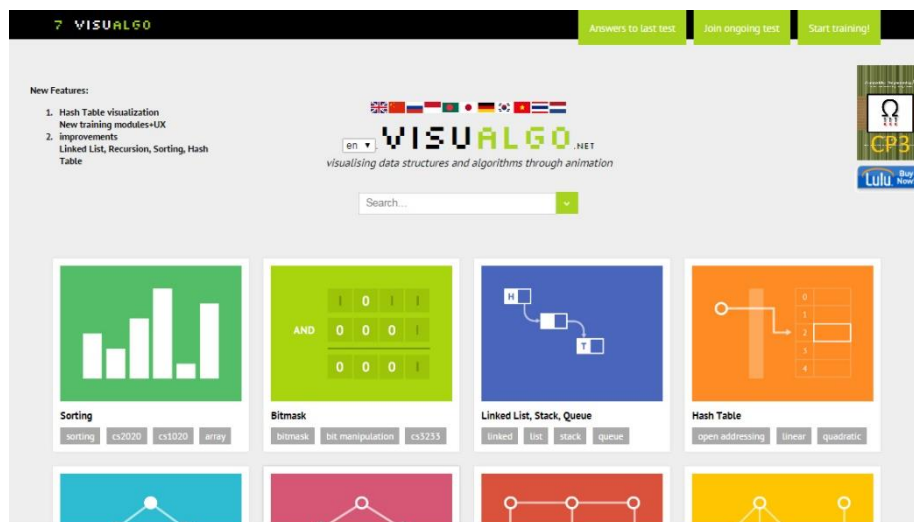 7 VISUALGO
Answers to last test
Join ongoing test
Start training!
New Features:
1. Hash Table visualization
New training modules+UX
2. improvements
Linked List, Recursion, Sorting, Hash
Table
en
VISUALGO.NET
visualising data structures and algorithms through animation
Search...
CP3
Lulu Buy
Now
I 0 I I
AND 0 0 0 I
0 0 0 I
H
T
0
1
2
3
4
Sorting
sorting cs2020 cs1020 array
Bitmask
bitmask bit manipulation cs3233
Linked List, Stack, Queue
linked list stack queue
Hash Table
open addressing linear quadratic